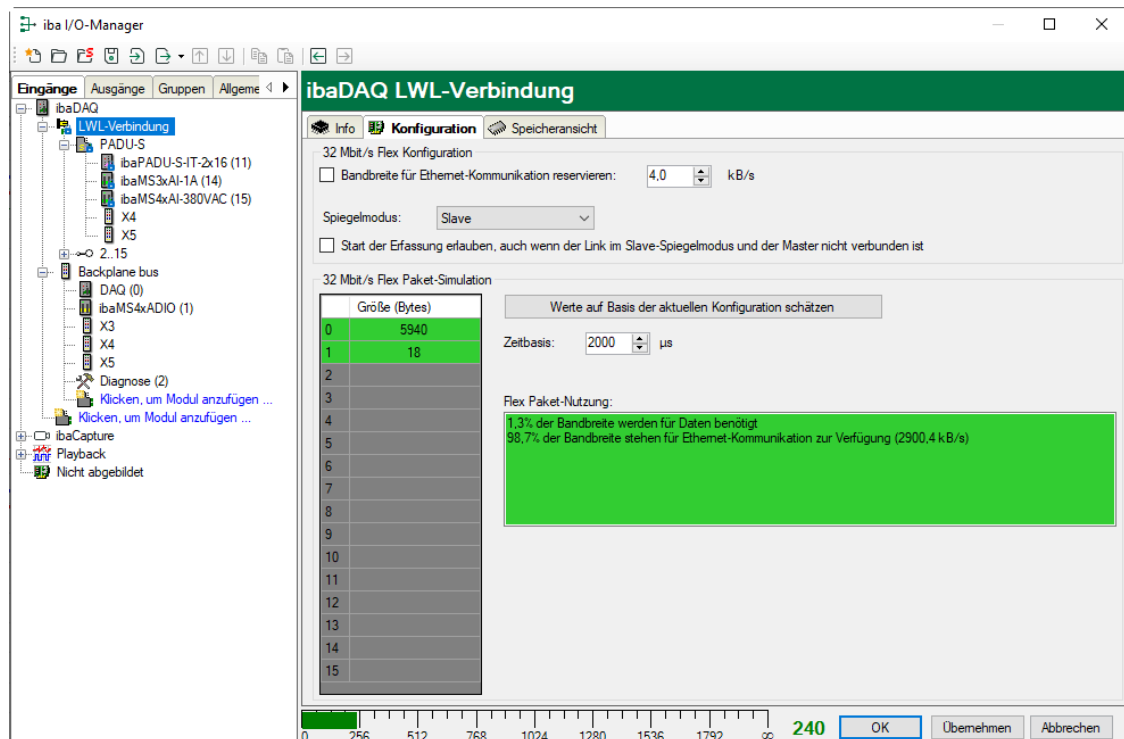 iba I/O-Manager
Eingänge Ausgänge Gruppen Allgeme
ibaDAQ
LWL-Verbindung
PADU-S
ibaPADU-S-IT-2x16 (11)
ibaMS3xAI-1A (14)
ibaMS4xAI-380VAC (15)
X4
X5
2..15
Backplane bus
DAQ (0)
ibaMS4xADIO (1)
X3
X4
X5
Diagnose (2)
Klicken, um Modul anzufügen ...
Klicken, um Modul anzufügen ...
ibaCapture
Playback
Nicht abgebildet
ibaDAQ LWL-Verbindung
Info Konfiguration Speicheransicht
32 Mbit/s Flex Konfiguration
Bandbreite für Ethernet-Kommunikation reservieren: 4,0 kB/s
Spiegelmodus: Slave
Start der Erfassung erlauben, auch wenn der Link im Slave-Spiegelmodus und der Master nicht verbunden ist
32 Mbit/s Flex Paket-Simulation
Größe (Bytes)
0 5940
1 18
2
3
4
5
6
7
8
9
10
11
12
13
14
15
Werte auf Basis der aktuellen Konfiguration schätzen
Zeitbasis: 2000 µs
Flex Paket-Nutzung:
1,3% der Bandbreite werden für Daten benötigt
98,7% der Bandbreite stehen für Ethernet-Kommunikation zur Verfügung (2900,4 kB/s)
0 256 512 768 1024 1280 1536 1792 ∞
240
OK Übernehmen Abbrechen